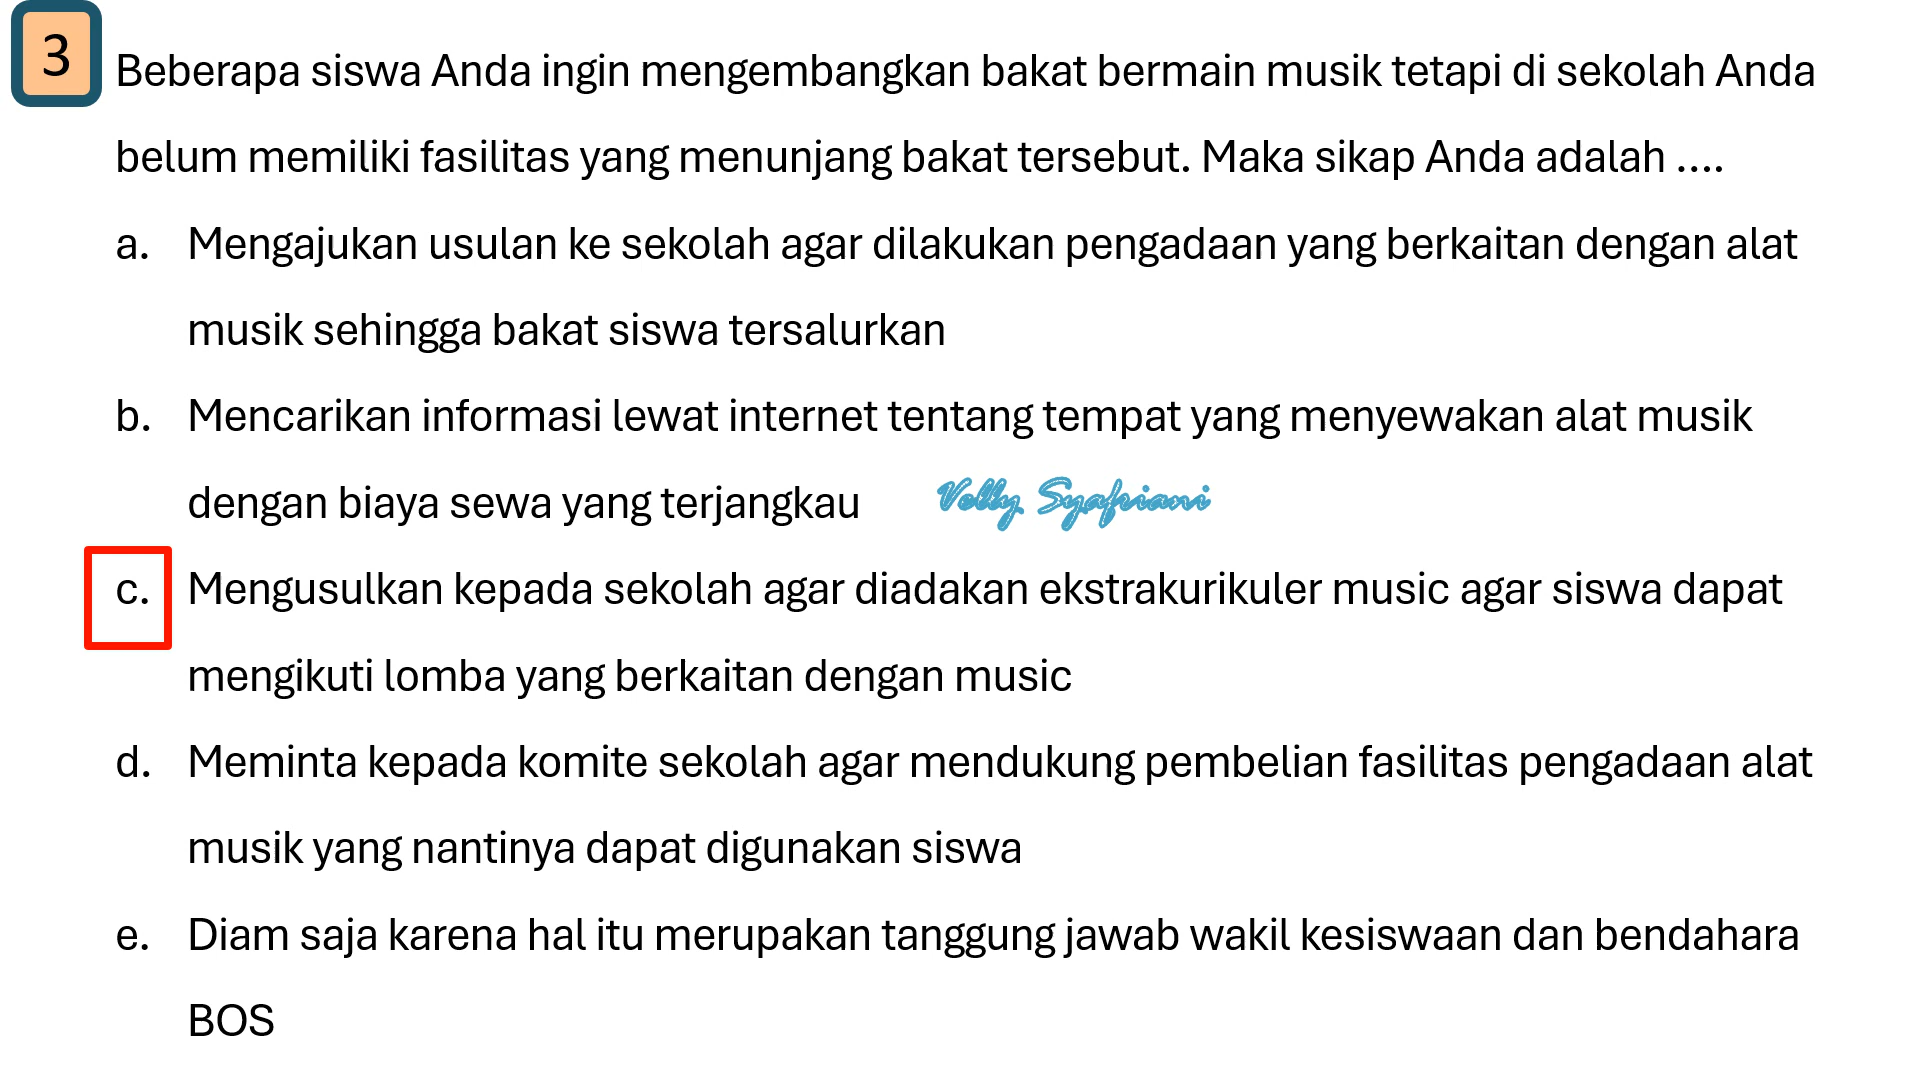 3
Beberapa siswa Anda ingin mengembangkan bakat bermain musik tetapi di sekolah Anda
belum memiliki fasilitas yang menunjang bakat tersebut. Maka sikap Anda adalah ....
a. Mengajukan usulan ke sekolah agar dilakukan pengadaan yang berkaitan dengan alat
musik sehingga bakat siswa tersalurkan
b. Mencarikan informasi lewat internet tentang tempat yang menyewakan alat musik
dengan biaya sewa yang terjangkau
Velly Syafriani
c. Mengusulkan kepada sekolah agar diadakan ekstrakurikuler music agar siswa dapat
mengikuti lomba yang berkaitan dengan music
d. Meminta kepada komite sekolah agar mendukung pembelian fasilitas pengadaan alat
musik yang nantinya dapat digunakan siswa
e. Diam saja karena hal itu merupakan tanggung jawab wakil kesiswaan dan bendahara
BOS